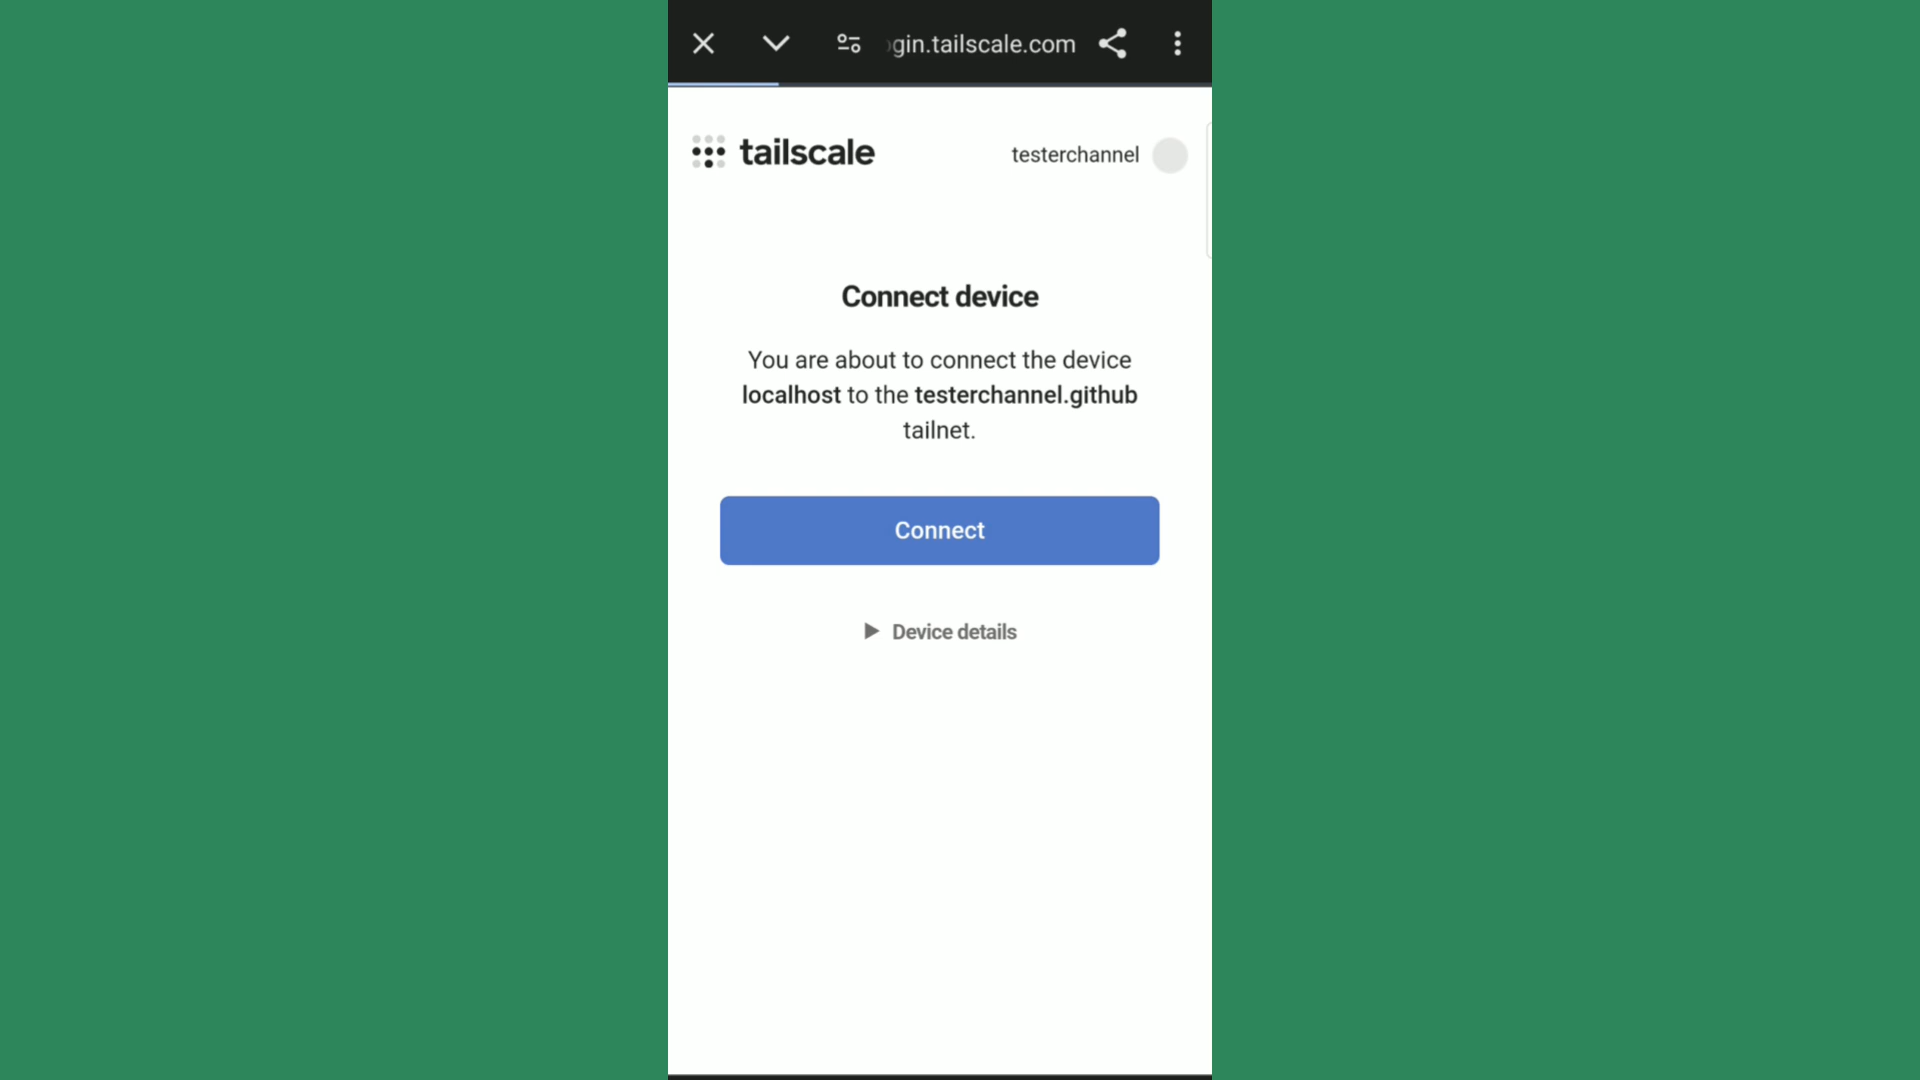 gin.tailscale.com
tailscale
testerchannel
Connect device
You are about to connect the device
localhost to the testerchannel.github
tailnet.
Connect
Device details